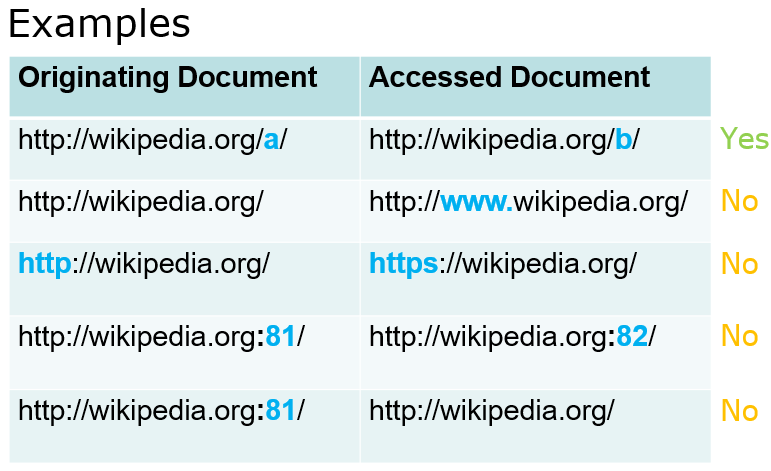 Examples
Originating Document Accessed Document
http://wikipedia.org/a/ http://wikipedia.org/b/ Yes
http://wikipedia.org/ http://www.wikipedia.org/ No
http://wikipedia.org/ https://wikipedia.org/ No
http://wikipedia.org:81/ http://wikipedia.org:82/ No
http://wikipedia.org:81/ http://wikipedia.org/ No